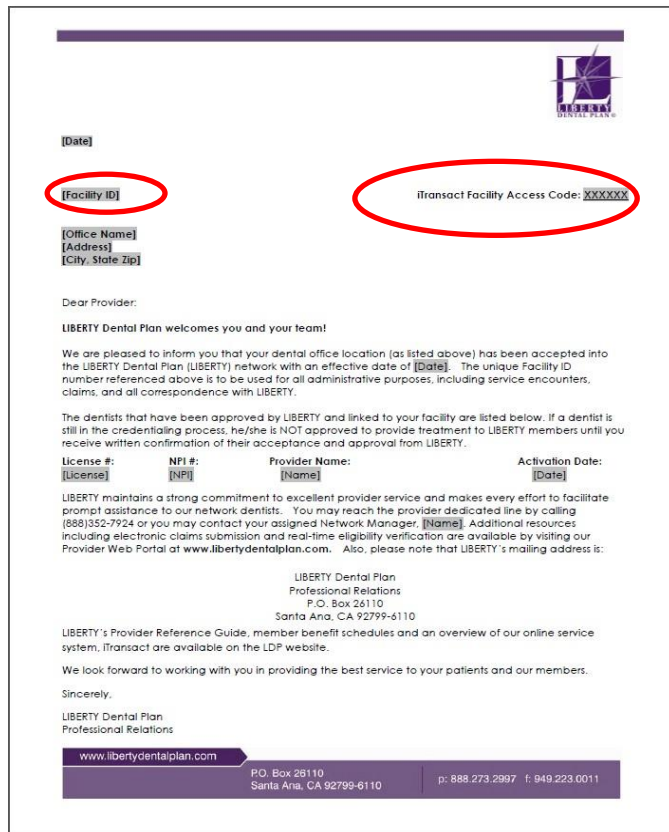 L
LIBERTY
DENTAL PLAN®
[Date]
[Facility ID] iTransact Facility Access Code: XXXXXX
[Office Name]
[Address]
[City, State Zip]
Dear Provider:
LIBERTY Dental Plan welcomes you and your team!
We are pleased to inform you that your dental office location (as listed above) has been accepted into
the LIBERTY Dental Plan (LIBERTY) network with an effective date of [Date]. The unique Facility ID
number referenced above is to be used for all administrative purposes, including service encounters,
claims, and all correspondence with LIBERTY.
The dentists that have been approved by LIBERTY and linked to your facility are listed below. If a dentist is
still in the credentialing process, he/she is NOT approved to provide treatment to LIBERTY members until you
receive written confirmation of their acceptance and approval from LIBERTY.
License #: NPI #: Provider Name: Activation Date:
[License] [NPI] [Name] [Date]
LIBERTY maintains a strong commitment to excellent provider service and makes every effort to facilitate
prompt assistance to our network dentists. You may reach the provider dedicated line by calling
(888)352-7924 or you may contact your assigned Network Manager, [Name]. Additional resources
including electronic claims submission and real-time eligibility verification are available by visiting our
Provider Web Portal at www.libertydentalplan.com. Also, please note that LIBERTY's mailing address is:
LIBERTY Dental Plan
Professional Relations
P.O. Box 26110
Santa Ana, CA 92799-6110
LIBERTY's Provider Reference Guide, member benefit schedules and an overview of our online service
system, iTransact are available on the LDP website.
We look forward to working with you in providing the best service to your patients and our members.
Sincerely,
LIBERTY Dental Plan
Professional Relations
www.libertydentalplan.com
P.O. Box 26110
Santa Ana, CA 92799-6110
p: 888.273.2997 f: 949.223.0011